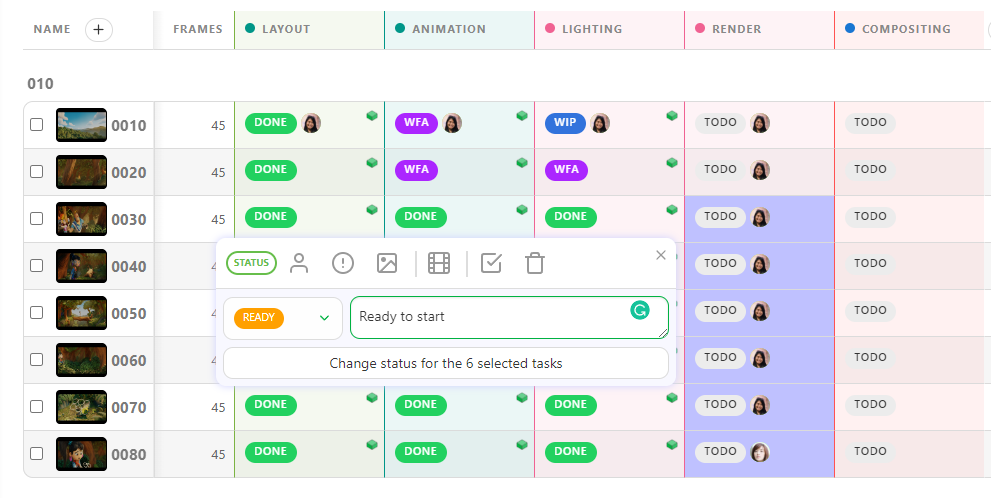 NAME + FRAMES LAYOUT ANIMATION LIGHTING RENDER COMPOSITING
010
0010 45 DONE WFA WIP TODO TODO
0020 45 DONE WFA WFA TODO TODO
0030 45 DONE DONE DONE TODO TODO
0040 TODO TODO
STATUS
0050 TODO TODO
READY Ready to start
0060 TODO TODO
Change status for the 6 selected tasks
0070 45 DONE DONE DONE TODO TODO
0080 45 DONE DONE DONE TODO TODO